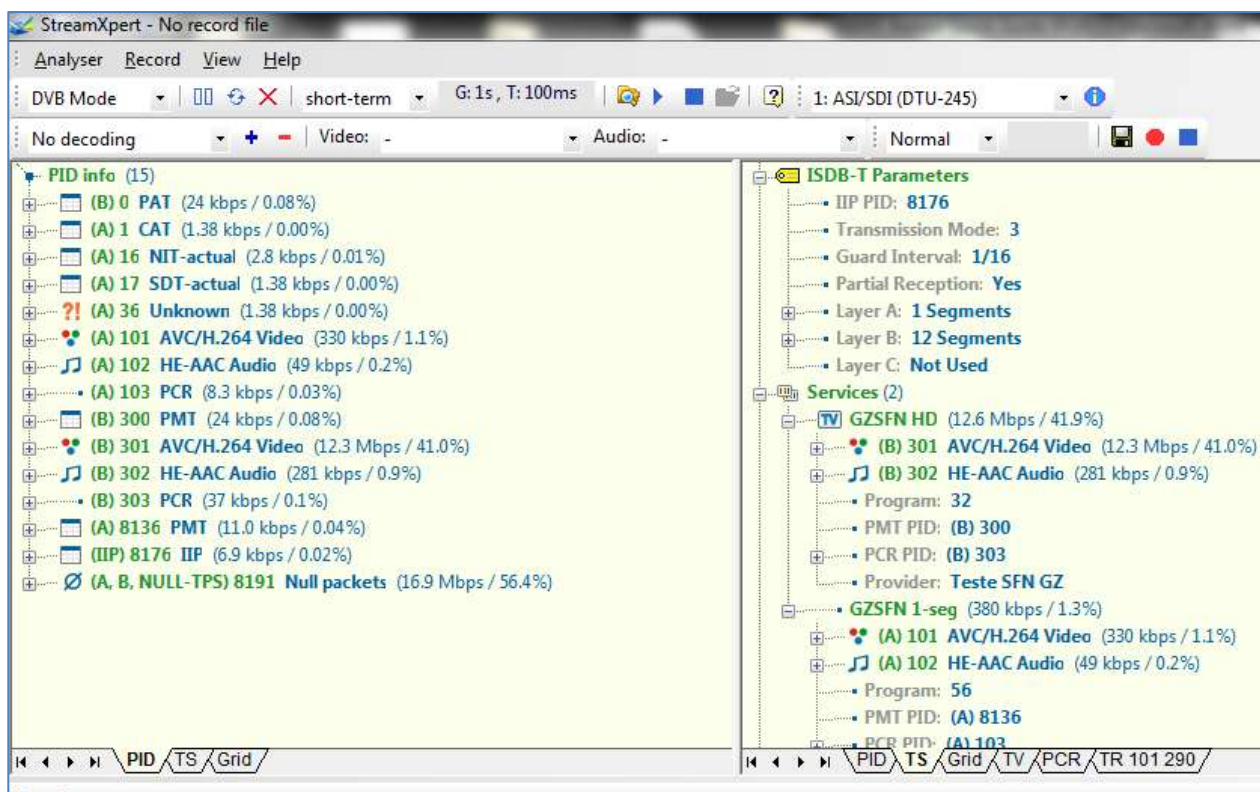 StreamXpert - No record file
Analyser Record View Help
DVB Mode short-term G: 1s, T: 100ms 1: ASI/SDI (DTU-245)
No decoding Video: - Audio: - Normal
PID info (15)
(B) 0 PAT (24 kbps / 0.08%)
(A) 1 CAT (1.38 kbps / 0.00%)
(A) 16 NIT-actual (2.8 kbps / 0.01%)
(A) 17 SDT-actual (1.38 kbps / 0.00%)
?! (A) 36 Unknown (1.38 kbps / 0.00%)
(A) 101 AVC/H.264 Video (330 kbps / 1.1%)
(A) 102 HE-AAC Audio (49 kbps / 0.2%)
(A) 103 PCR (8.3 kbps / 0.03%)
(B) 300 PMT (24 kbps / 0.08%)
(B) 301 AVC/H.264 Video (12.3 Mbps / 41.0%)
(B) 302 HE-AAC Audio (281 kbps / 0.9%)
(B) 303 PCR (37 kbps / 0.1%)
(A) 8136 PMT (11.0 kbps / 0.04%)
(IIP) 8176 IIP (6.9 kbps / 0.02%)
(A, B, NULL-TPS) 8191 Null packets (16.9 Mbps / 56.4%)
PID TS Grid
ISDB-T Parameters
IIP PID: 8176
Transmission Mode: 3
Guard Interval: 1/16
Partial Reception: Yes
Layer A: 1 Segments
Layer B: 12 Segments
Layer C: Not Used
Services (2)
TV GZSFN HD (12.6 Mbps / 41.9%)
(B) 301 AVC/H.264 Video (12.3 Mbps / 41.0%)
(B) 302 HE-AAC Audio (281 kbps / 0.9%)
Program: 32
PMT PID: (B) 300
PCR PID: (B) 303
Provider: Teste SFN GZ
GZSFN 1-seg (380 kbps / 1.3%)
(A) 101 AVC/H.264 Video (330 kbps / 1.1%)
(A) 102 HE-AAC Audio (49 kbps / 0.2%)
Program: 56
PMT PID: (A) 8136
PCR PID: (A) 103
PID TS Grid TV PCR TR 101 290